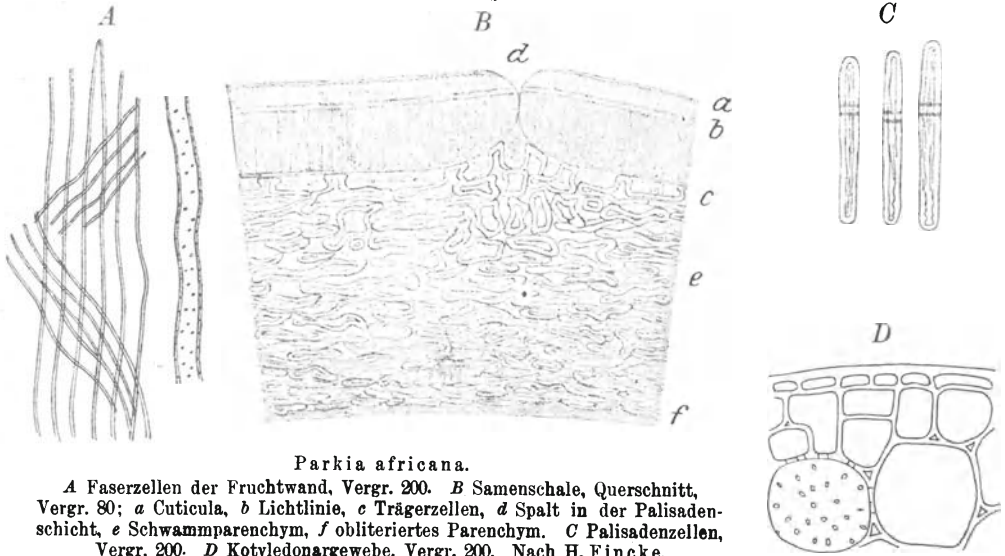 A
B
C
d
a
b
c
e
f
D
Parkia africana.
A Faserzellen der Fruchtwand, Vergr. 200. B Samenschale, Querschnitt,
Vergr. 80; a Cuticula, b Lichtlinie, c Trägerzellen, d Spalt in der Palisaden-
schicht, e Schwammparenchym, f obliteriertes Parenchym. C Palisadenzellen,
Vergr. 200. D Kotyledonargewebe, Vergr. 200. Nach H. Fincke